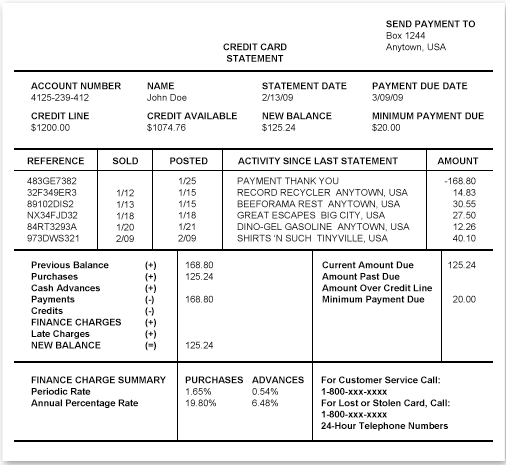 SEND PAYMENT TO
Box 1244
Anytown, USA
CREDIT CARD
STATEMENT
ACCOUNT NUMBER NAME STATEMENT DATE PAYMENT DUE DATE
4125-239-412 John Doe 2/13/09 3/09/09
CREDIT LINE CREDIT AVAILABLE NEW BALANCE MINIMUM PAYMENT DUE
$1200.00 $1074.76 $125.24 $20.00
REFERENCE SOLD POSTED ACTIVITY SINCE LAST STATEMENT AMOUNT
483GE7382 1/25 PAYMENT THANK YOU -168.80
32F349ER3 1/12 1/15 RECORD RECYCLER ANYTOWN, USA 14.83
89102DIS2 1/13 1/15 BEEFORAMA REST ANYTOWN, USA 30.55
NX34FJD32 1/18 1/18 GREAT ESCAPES BIG CITY, USA 27.50
84RT3293A 1/20 1/21 DINO-GEL GASOLINE ANYTOWN, USA 12.26
973DWS321 2/09 2/09 SHIRTS 'N SUCH TINYVILLE, USA 40.10
Previous Balance (+) 168.80 Current Amount Due 125.24
Purchases (+) 125.24 Amount Past Due
Cash Advances (+) Amount Over Credit Line
Payments (-) 168.80 Minimum Payment Due 20.00
Credits (-)
FINANCE CHARGES (+)
Late Charges (+)
NEW BALANCE (=) 125.24
FINANCE CHARGE SUMMARY PURCHASES ADVANCES For Customer Service Call:
Periodic Rate 1.65% 0.54% 1-800-xxx-xxxx
Annual Percentage Rate 19.80% 6.48% For Lost or Stolen Card, Call:
1-800-xxx-xxxx
24-Hour Telephone Numbers